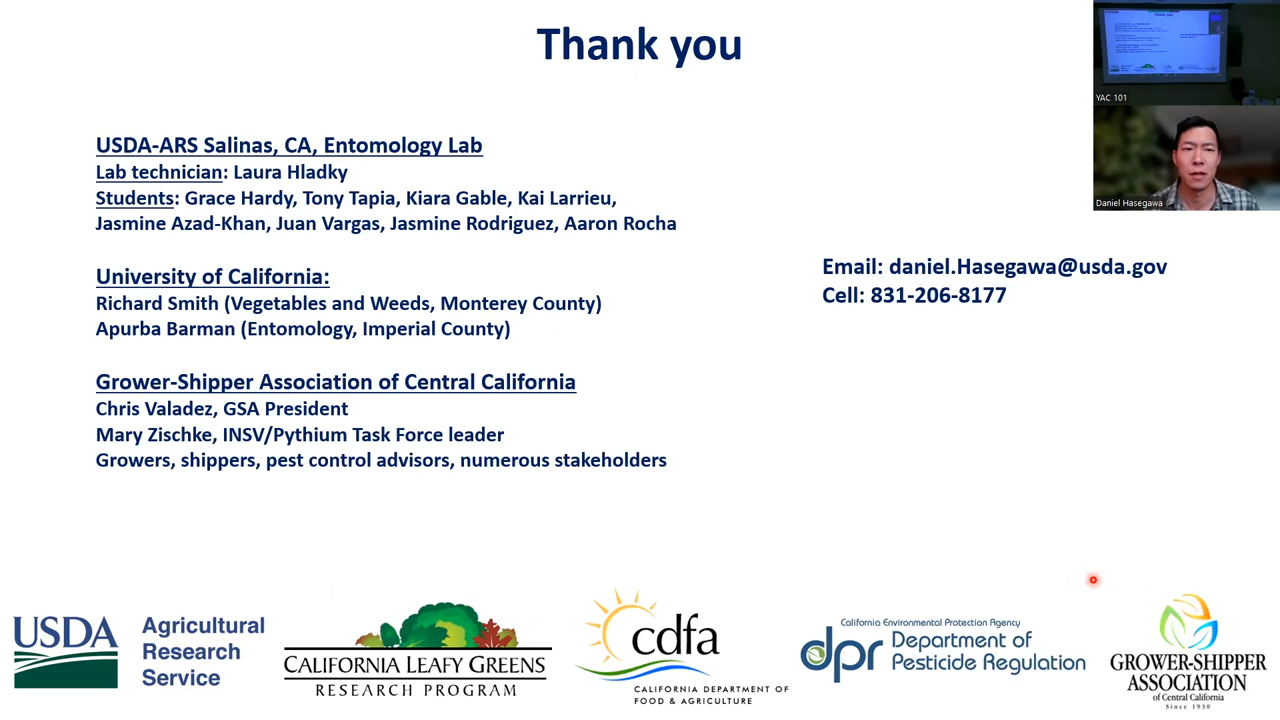 Thank you
YAC 101
Daniel Hasegawa
USDA-ARS Salinas, CA, Entomology Lab
Lab technician: Laura Hladky
Students: Grace Hardy, Tony Tapia, Kiara Gable, Kai Larrieu,
Jasmine Azad-Khan, Juan Vargas, Jasmine Rodriguez, Aaron Rocha
University of California:
Richard Smith (Vegetables and Weeds, Monterey County)
Apurba Barman (Entomology, Imperial County)
Grower-Shipper Association of Central California
Chris Valadez, GSA President
Mary Zischke, INSV/Pythium Task Force leader
Growers, shippers, pest control advisors, numerous stakeholders
Email: daniel.Hasegawa@usda.gov
Cell: 831-206-8177
USDA
Agricultural
Research
Service
CALIFORNIA LEAFY GREENS
RESEARCH PROGRAM
cdfa
CALIFORNIA DEPARTMENT OF
FOOD & AGRICULTURE
California Environmental Protection Agency
dpr
Department of
Pesticide Regulation
GROWER-SHIPPER
ASSOCIATION
of Central California
Since 1930